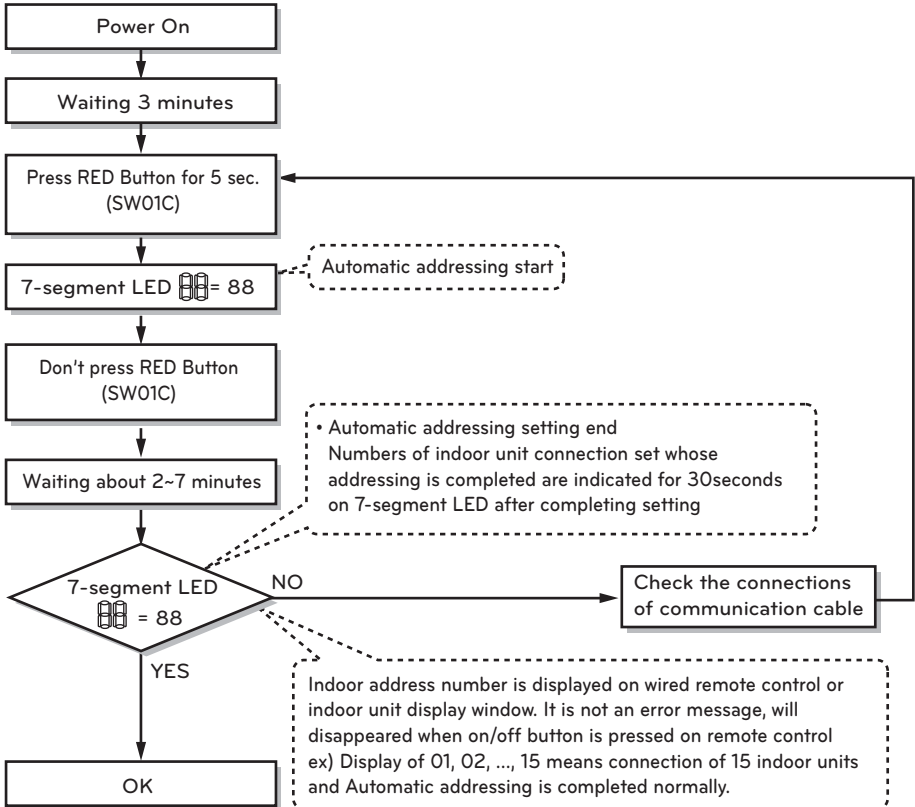 Power On
Waiting 3 minutes
Press RED Button for 5 sec.
(SW01C)
7-segment LED 88= 88
Automatic addressing start
Don't press RED Button
(SW01C)
• Automatic addressing setting end
Numbers of indoor unit connection set whose
addressing is completed are indicated for 30seconds
on 7-segment LED after completing setting
Waiting about 2~7 minutes
7-segment LED
88 = 88
NO
Check the connections
of communication cable
YES
Indoor address number is displayed on wired remote control or
indoor unit display window. It is not an error message, will
disappeared when on/off button is pressed on remote control
ex) Display of 01, 02, ..., 15 means connection of 15 indoor units
and Automatic addressing is completed normally.
OK